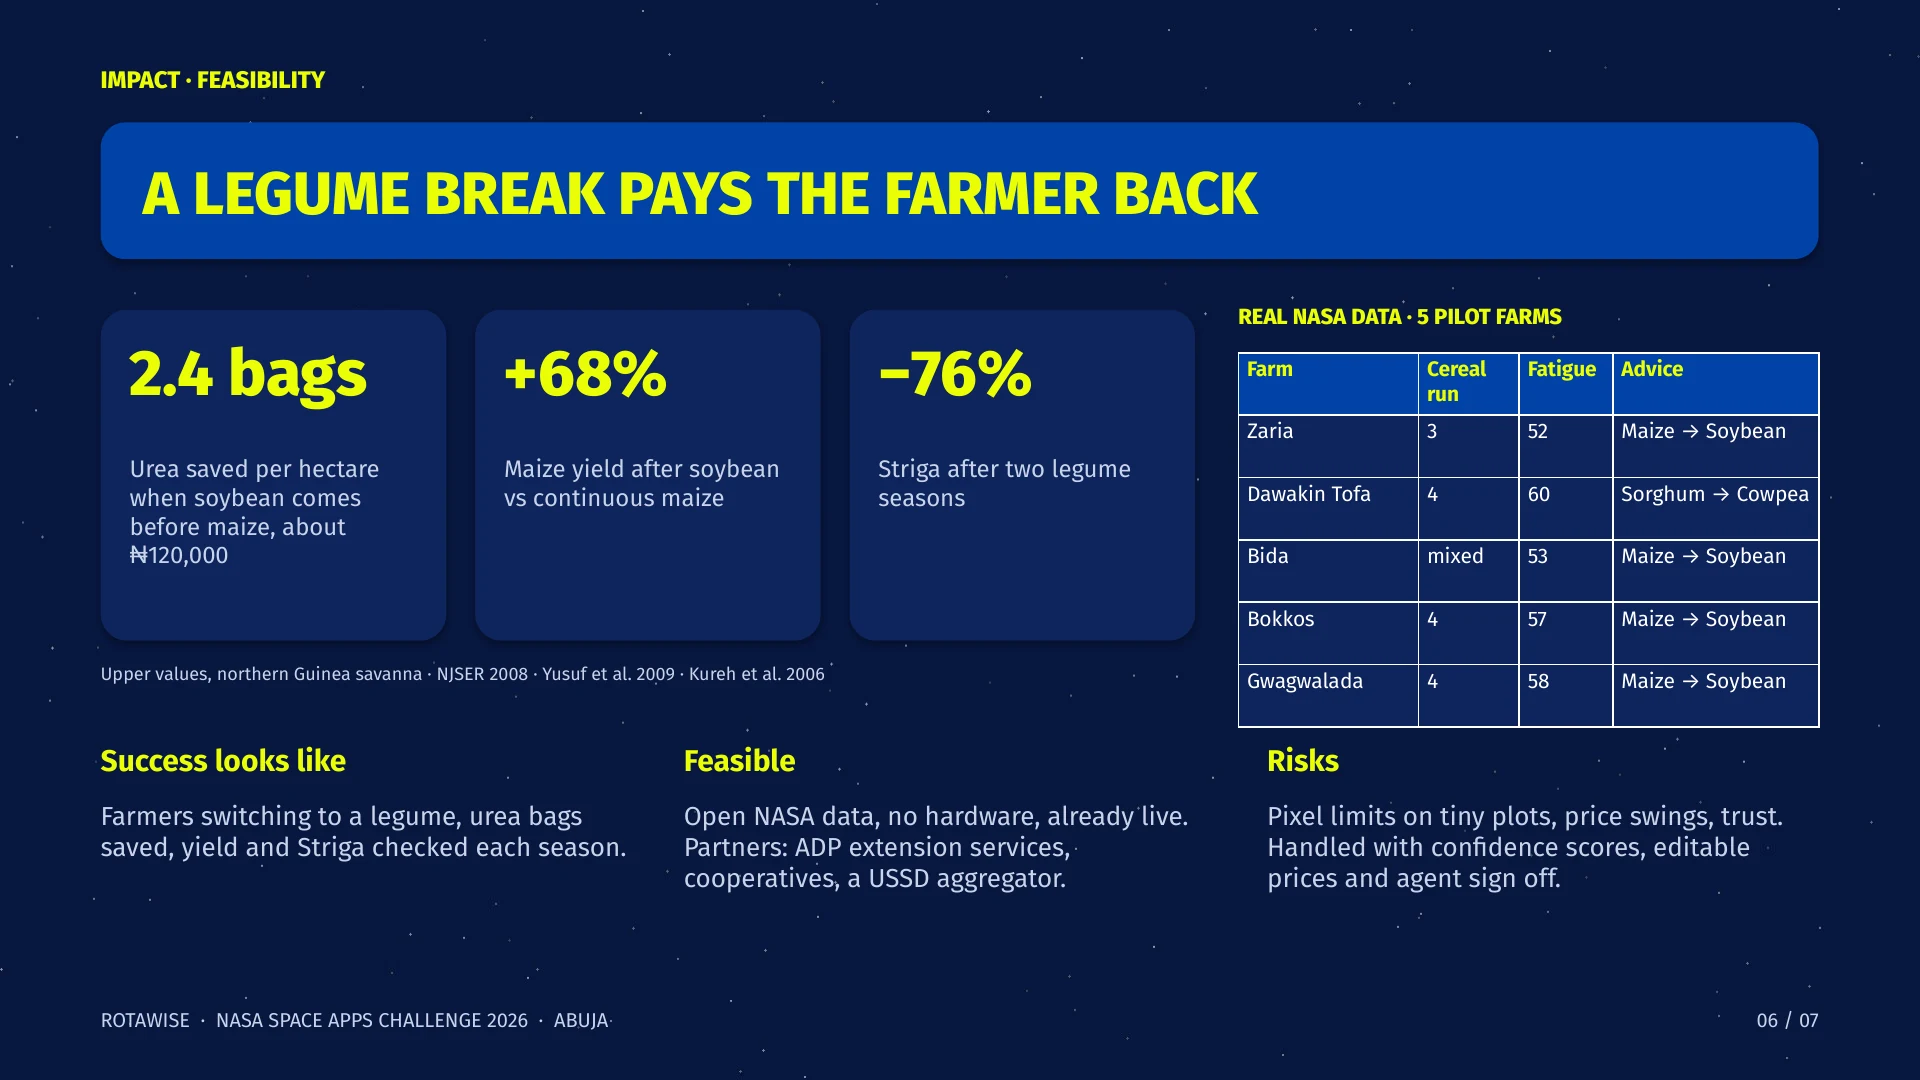 IMPACT · FEASIBILITY
A LEGUME BREAK PAYS THE FARMER BACK
2.4 bags
Urea saved per hectare
when soybean comes
before maize, about
₦120,000
+68%
Maize yield after soybean
vs continuous maize
−76%
Striga after two legume
seasons
Upper values, northern Guinea savanna · NJSER 2008 · Yusuf et al. 2009 · Kureh et al. 2006
REAL NASA DATA · 5 PILOT FARMS
Farm Cereal run Fatigue Advice
Zaria 3 52 Maize → Soybean
Dawakin Tofa 4 60 Sorghum → Cowpea
Bida mixed 53 Maize → Soybean
Bokkos 4 57 Maize → Soybean
Gwagwalada 4 58 Maize → Soybean
Success looks like
Farmers switching to a legume, urea bags
saved, yield and Striga checked each season.
Feasible
Open NASA data, no hardware, already live.
Partners: ADP extension services,
cooperatives, a USSD aggregator.
Risks
Pixel limits on tiny plots, price swings, trust.
Handled with confidence scores, editable
prices and agent sign off.
ROTAWISE · NASA SPACE APPS CHALLENGE 2026 · ABUJA
06 / 07